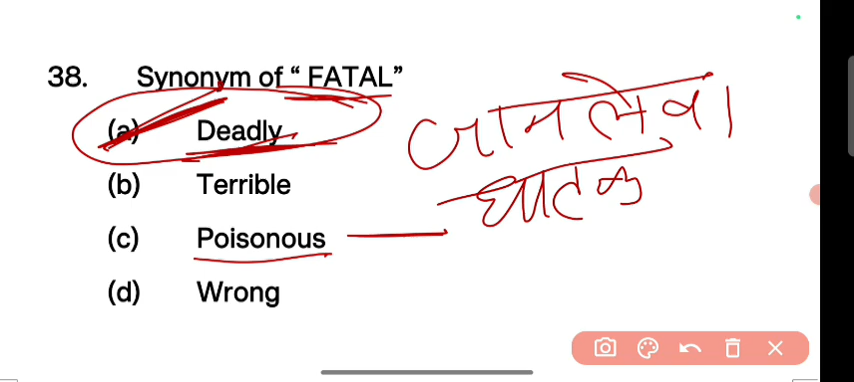 38. Synonym of “ FATAL”
(a) Deadly
जानलेवा
(b) Terrible
घातक
(c) Poisonous
(d) Wrong